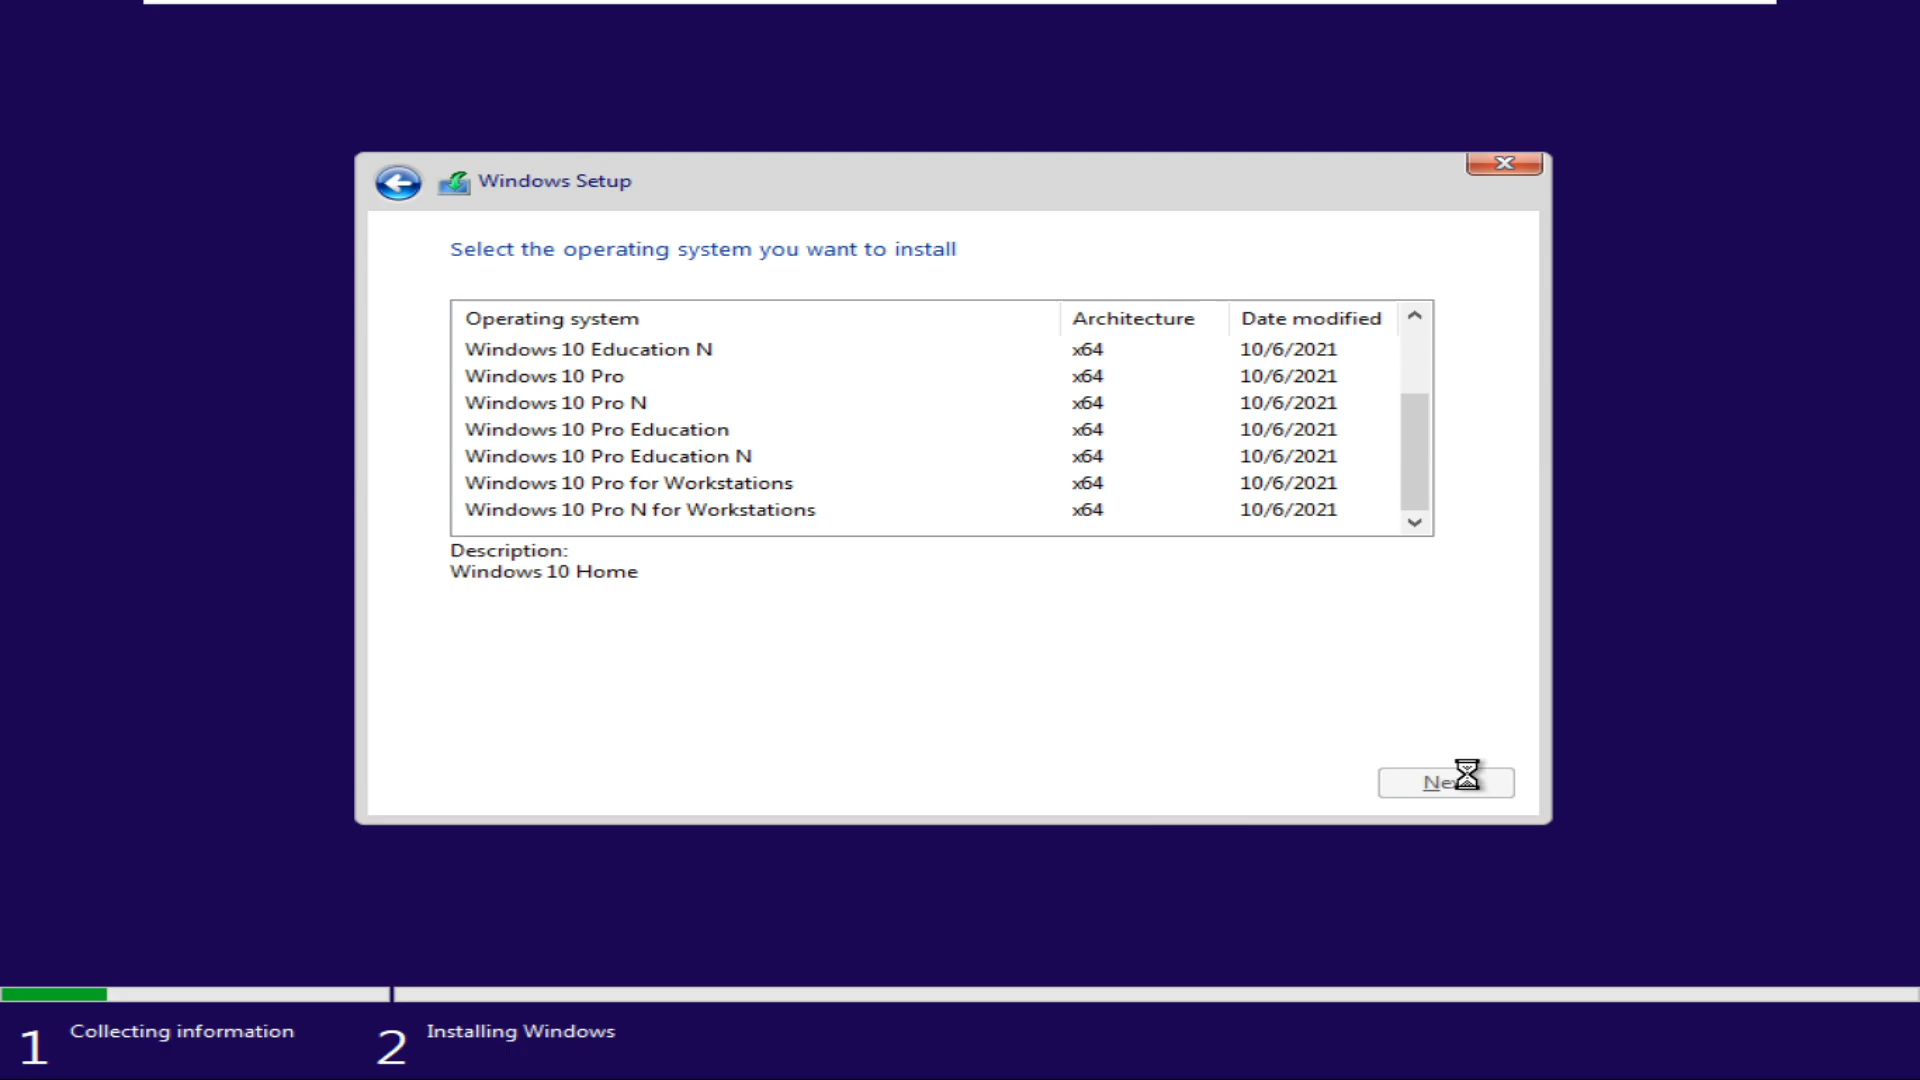 Windows Setup
Select the operating system you want to install
Operating system Architecture Date modified
Windows 10 Education N x64 10/6/2021
Windows 10 Pro x64 10/6/2021
Windows 10 Pro N x64 10/6/2021
Windows 10 Pro Education x64 10/6/2021
Windows 10 Pro Education N x64 10/6/2021
Windows 10 Pro for Workstations x64 10/6/2021
Windows 10 Pro N for Workstations x64 10/6/2021
Description:
Windows 10 Home
1 Collecting information 2 Installing Windows